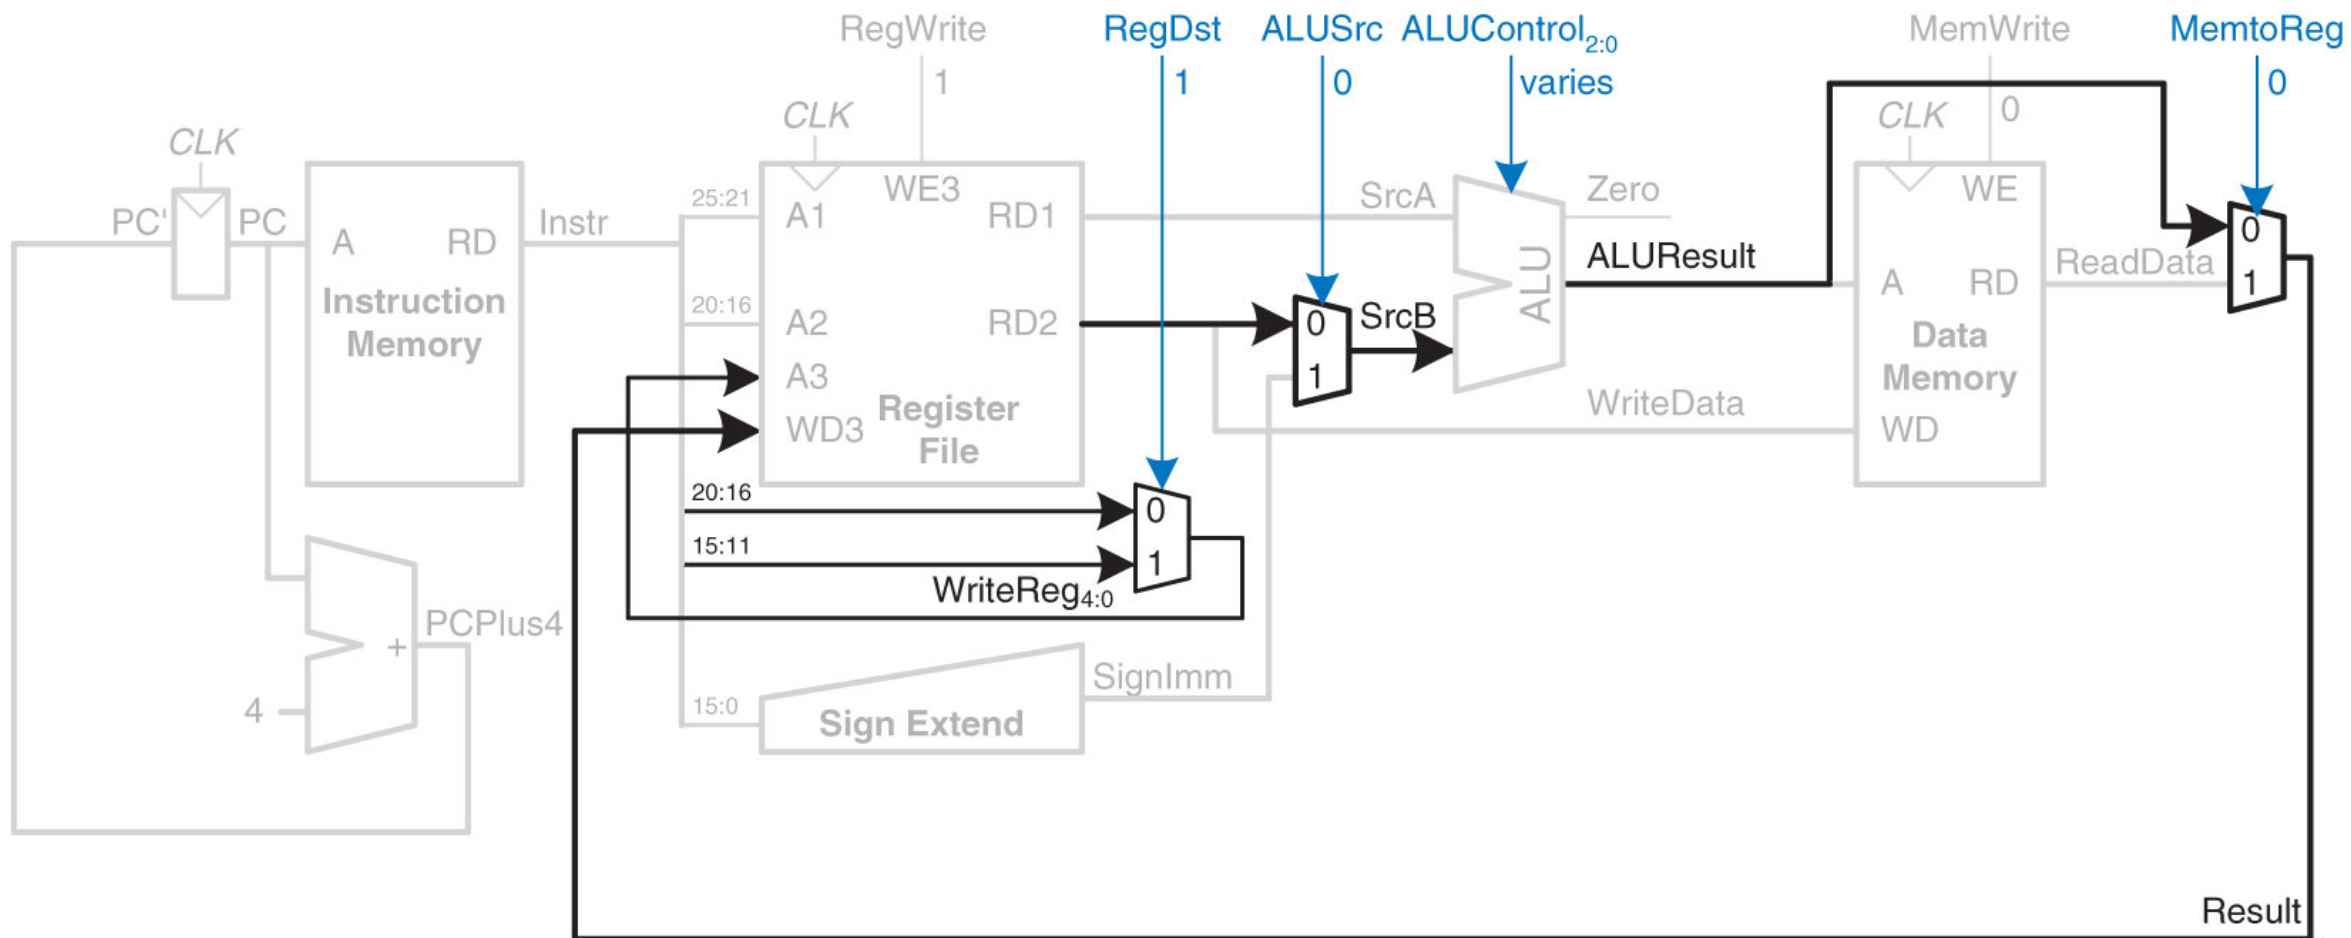 RegWrite
1
RegDst
1
ALUSrc
0
ALUControl2:0
varies
MemWrite
0
MemtoReg
0
CLK
PC'
PC
A
RD
Instruction
Memory
Instr
CLK
25:21
A1
WE3
RD1
20:16
A2
RD2
A3
WD3
Register
File
20:16
0
15:11
1
WriteReg4:0
0
1
SrcA
SrcB
ALU
Zero
ALUResult
WriteData
CLK
WE
A
RD
Data
Memory
WD
ReadData
0
1
PCPlus4
+
4
15:0
Sign Extend
SignImm
Result